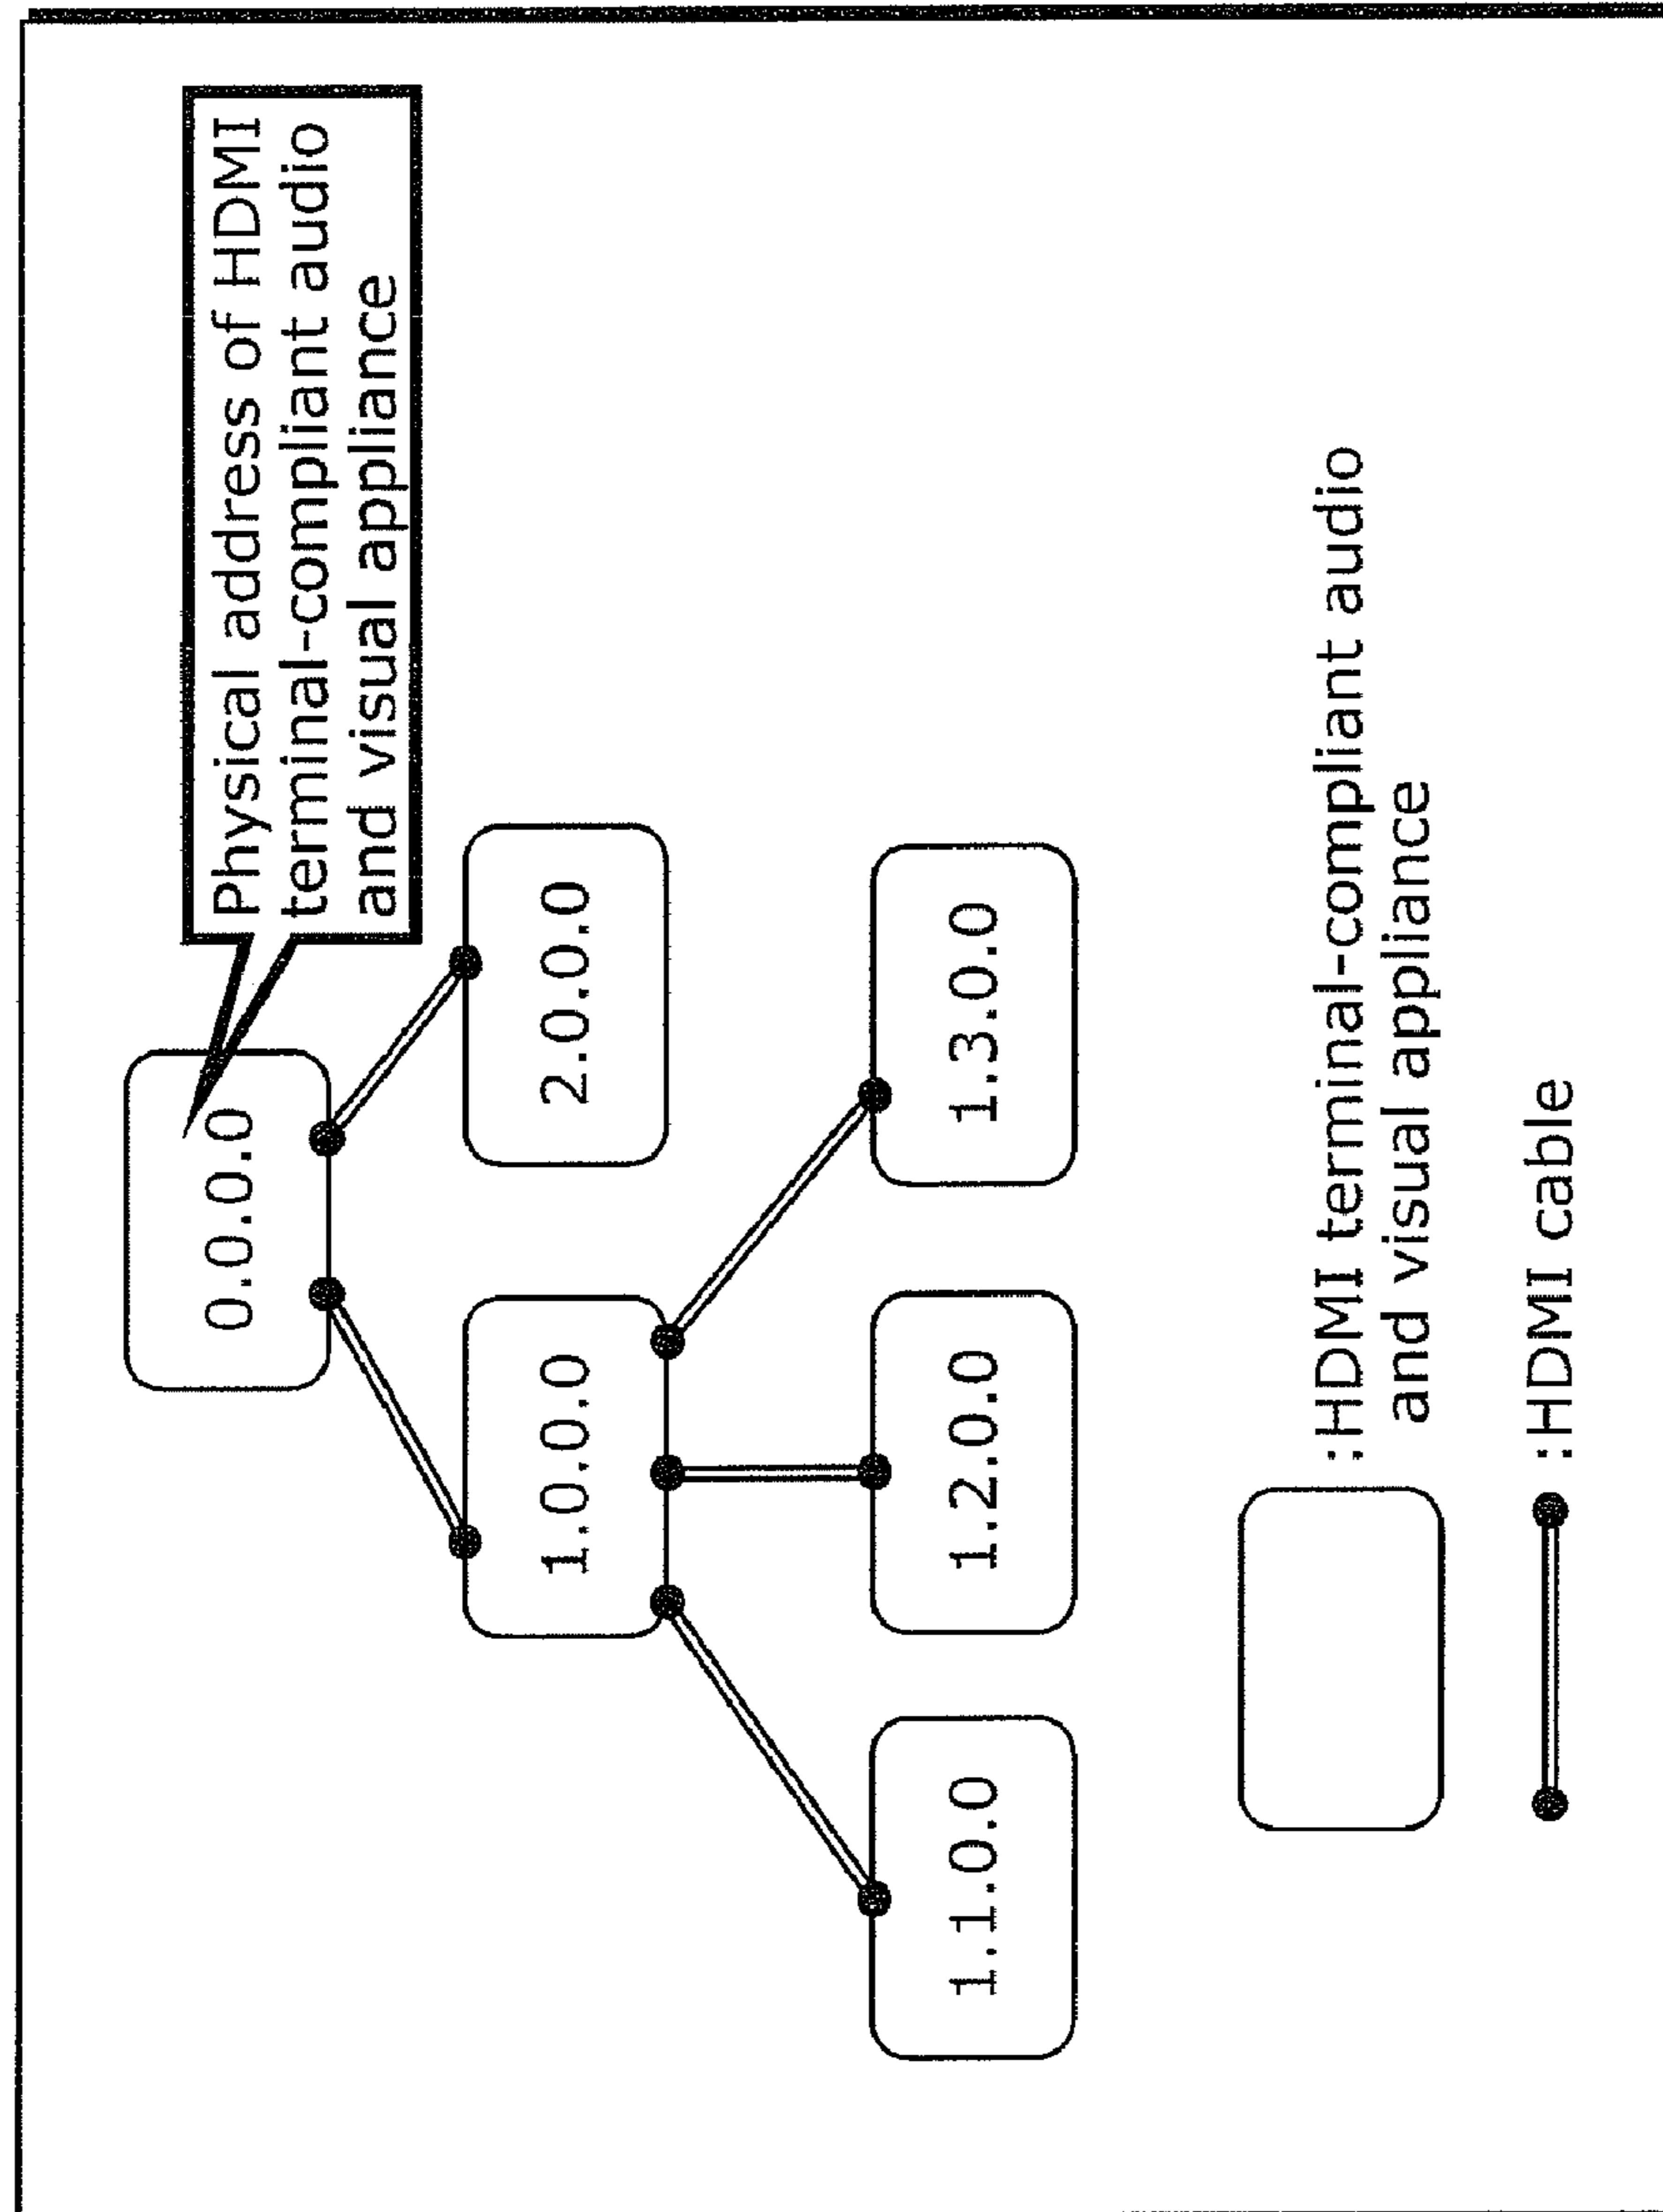 Physical address of HDMI
terminal-compliant audio
and visual appliance
0.0.0.0
1.0.0.0
2.0.0.0
1.1.0.0
1.2.0.0
1.3.0.0
:HDMI terminal-compliant audio
and visual appliance
:HDMI cable